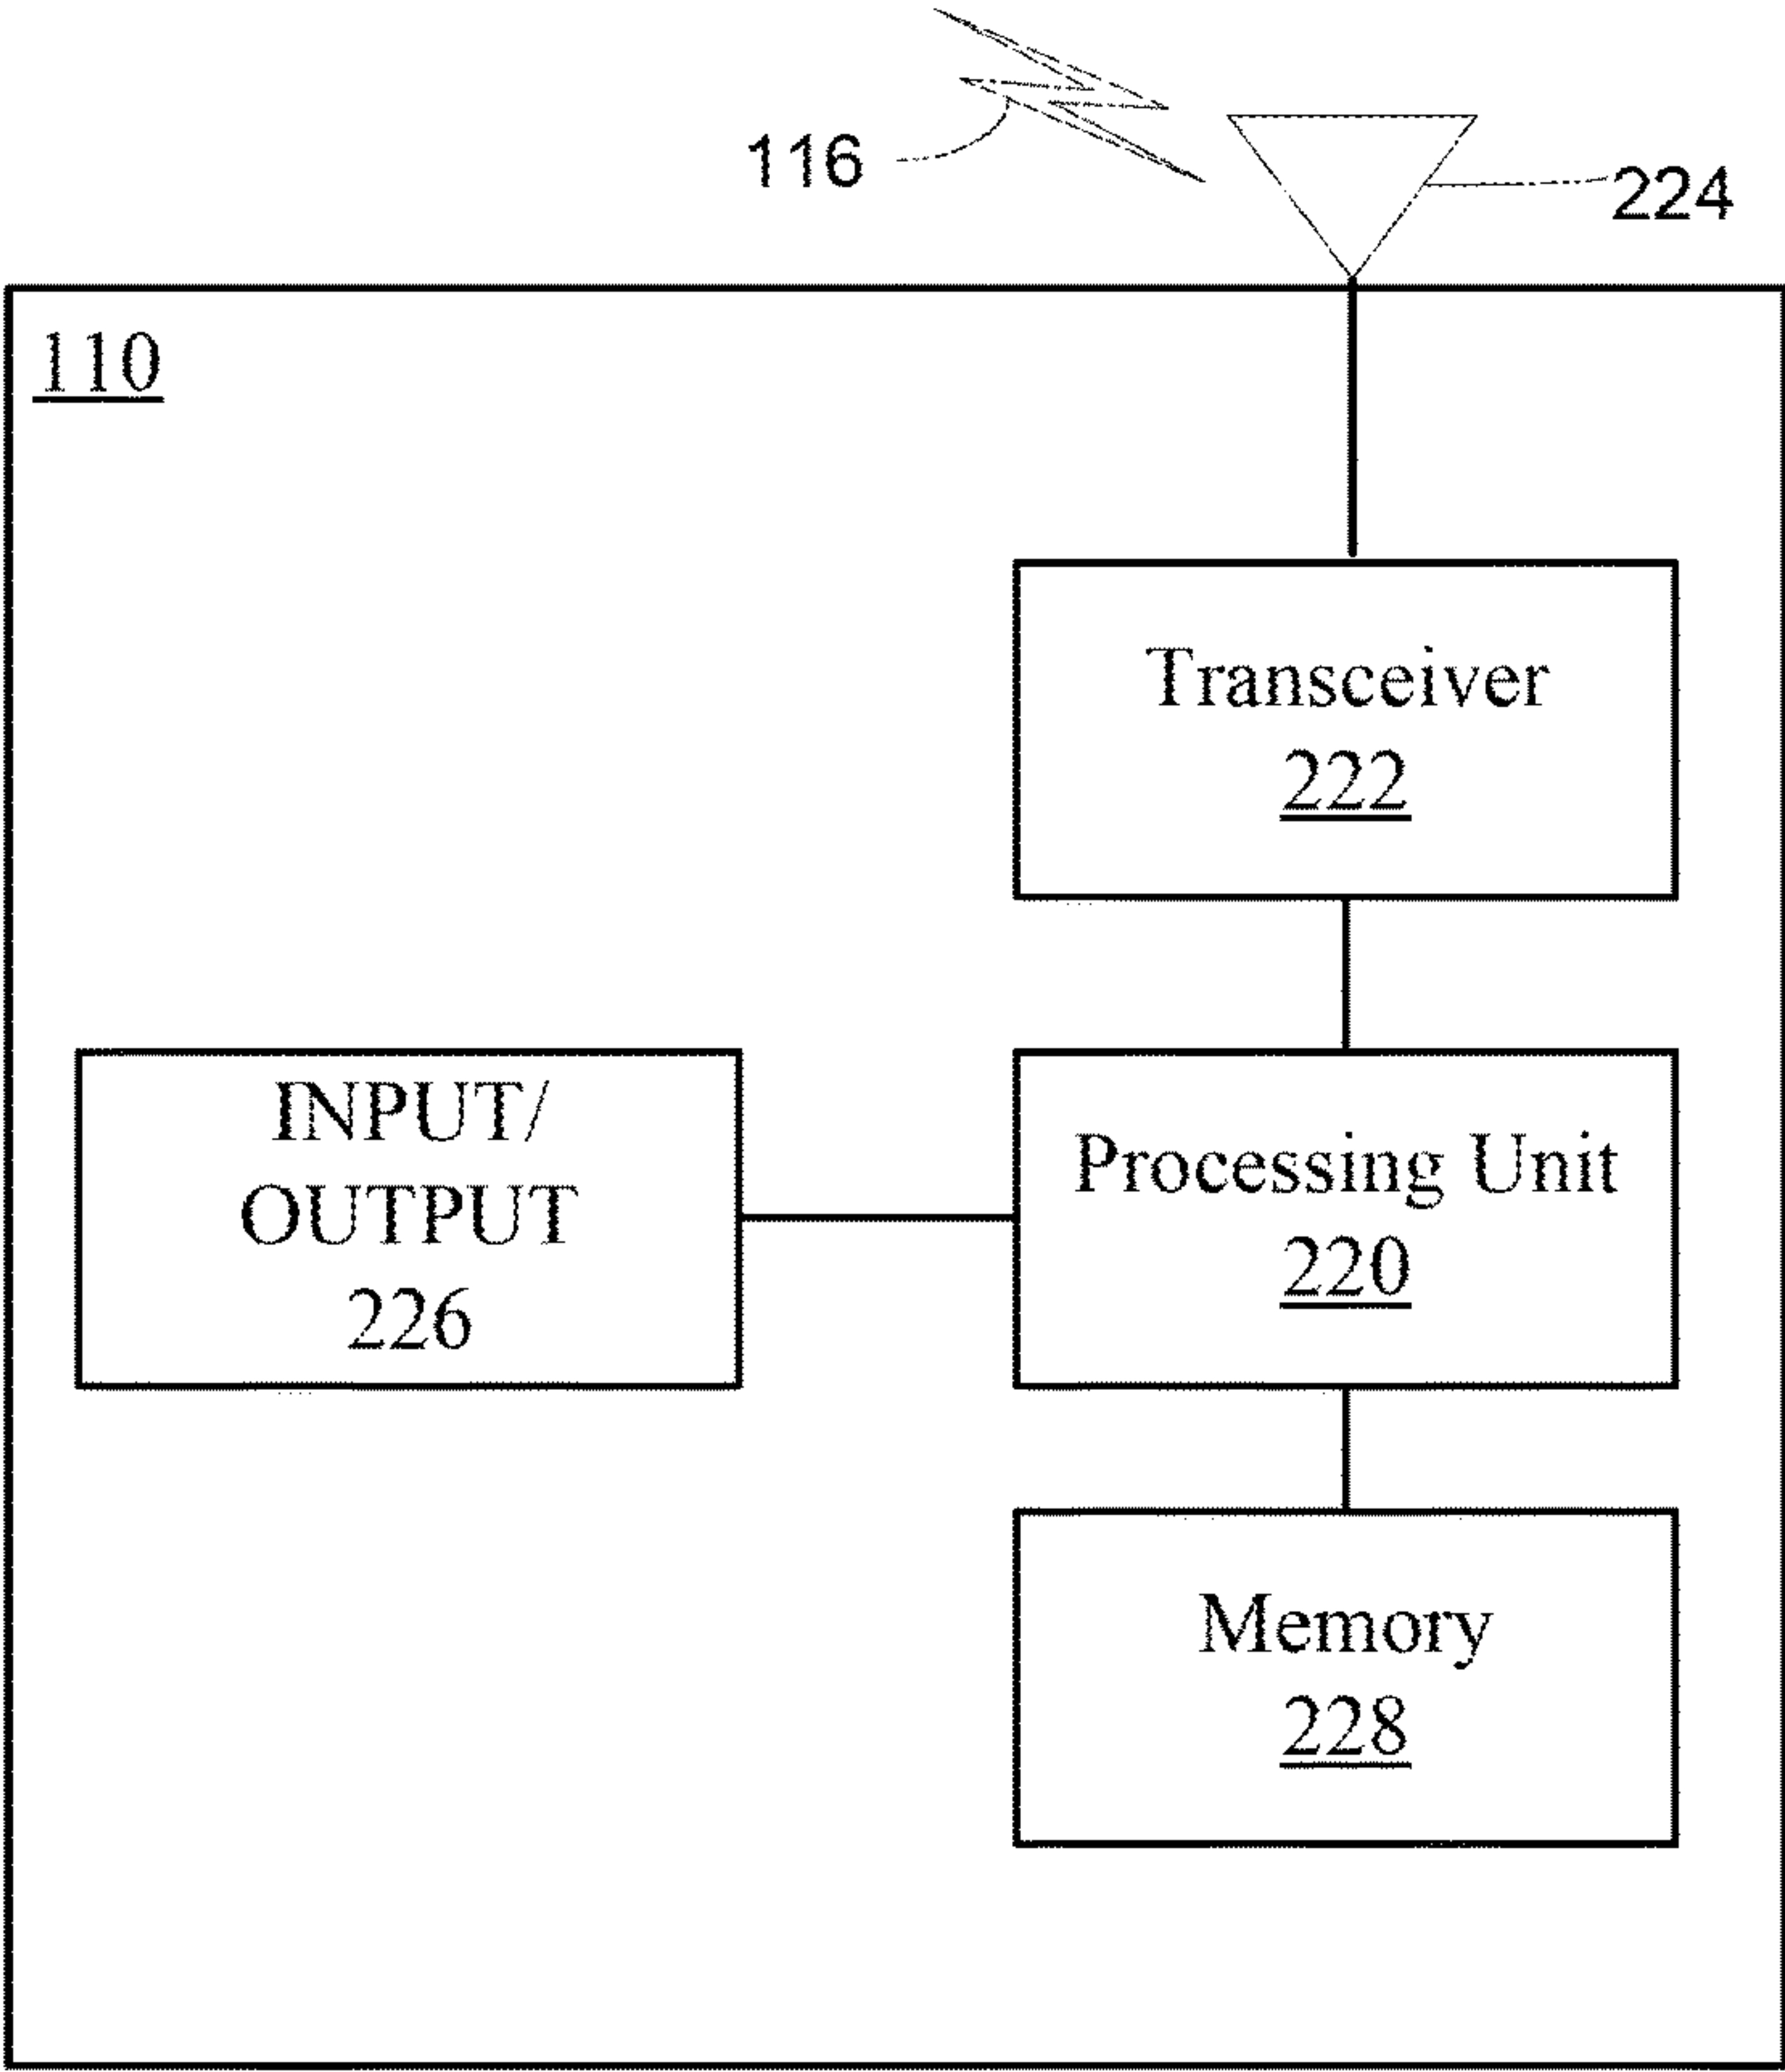 116
224
110
Transceiver
222
INPUT/
OUTPUT
226
Processing Unit
220
Memory
228